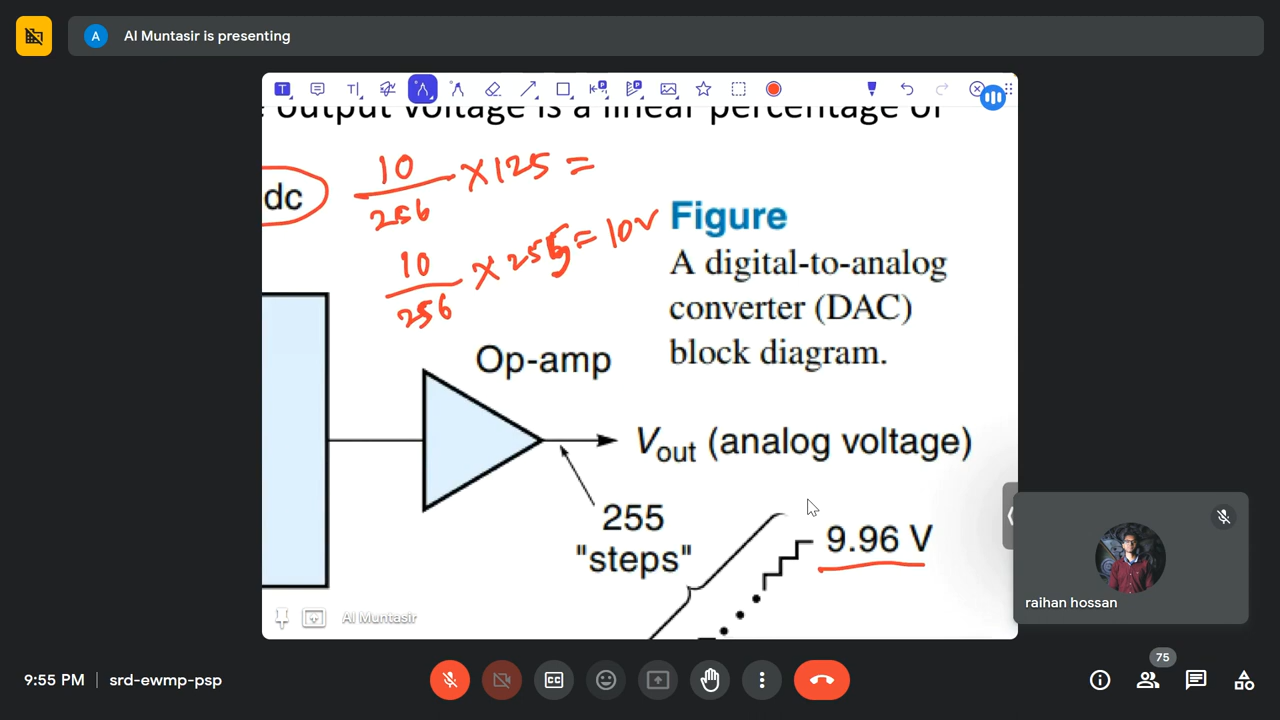 Al Muntasir is presenting
e output voltage is a linear percentage of
dc
10/256 × 125 =
10/256 × 255 = 10v
Figure
A digital-to-analog
converter (DAC)
block diagram.
Op-amp
Vout (analog voltage)
255
"steps"
9.96 V
Al Muntasir
raihan hossan
9:55 PM | srd-ewmp-psp
75